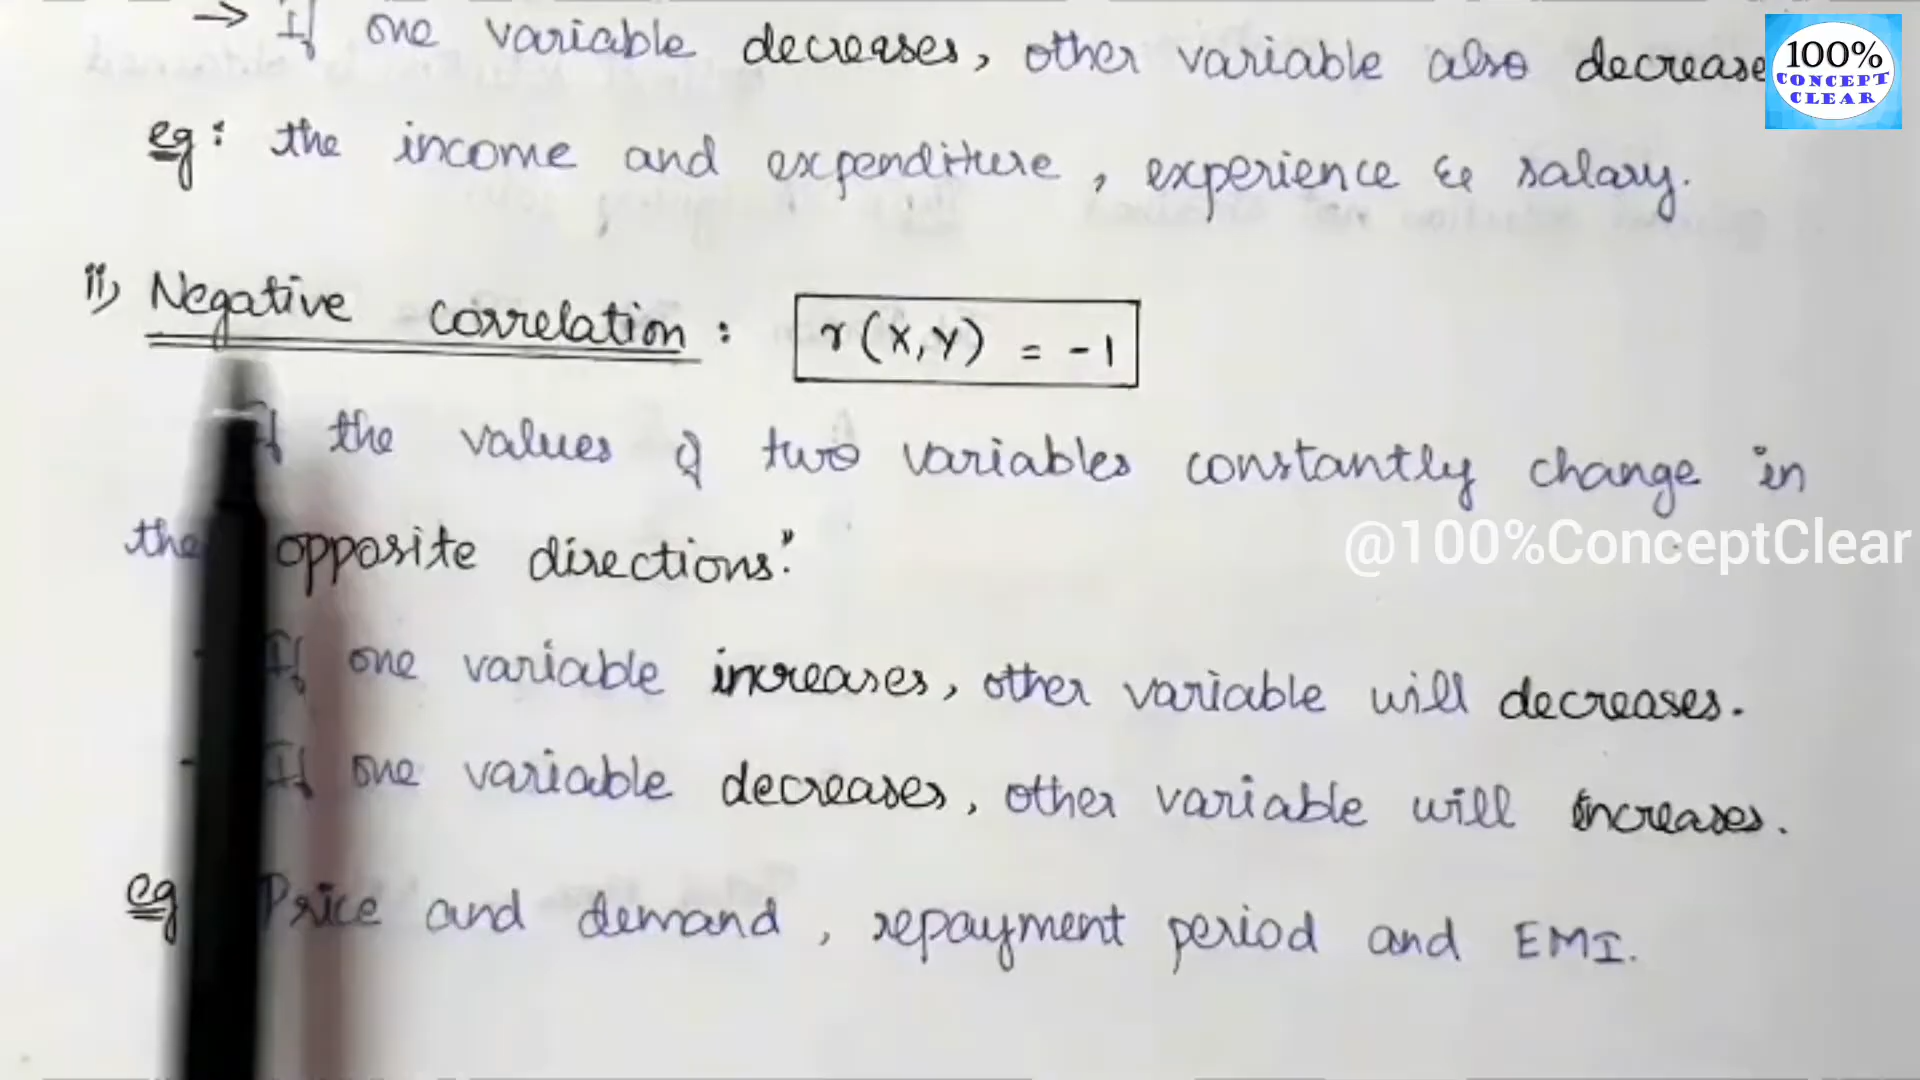 → If one variable decreases, other variable also decrease
eg: the income and expenditure, experience & salary.
ii) Negative correlation: r(X,Y) = -1
If the values of two variables constantly change in
the opposite directions."
If one variable increases, other variable will decreases.
- If one variable decreases, other variable will increases.
eg Price and demand, repayment period and EMI.
100%
CONCEPT
CLEAR
@100%ConceptClear